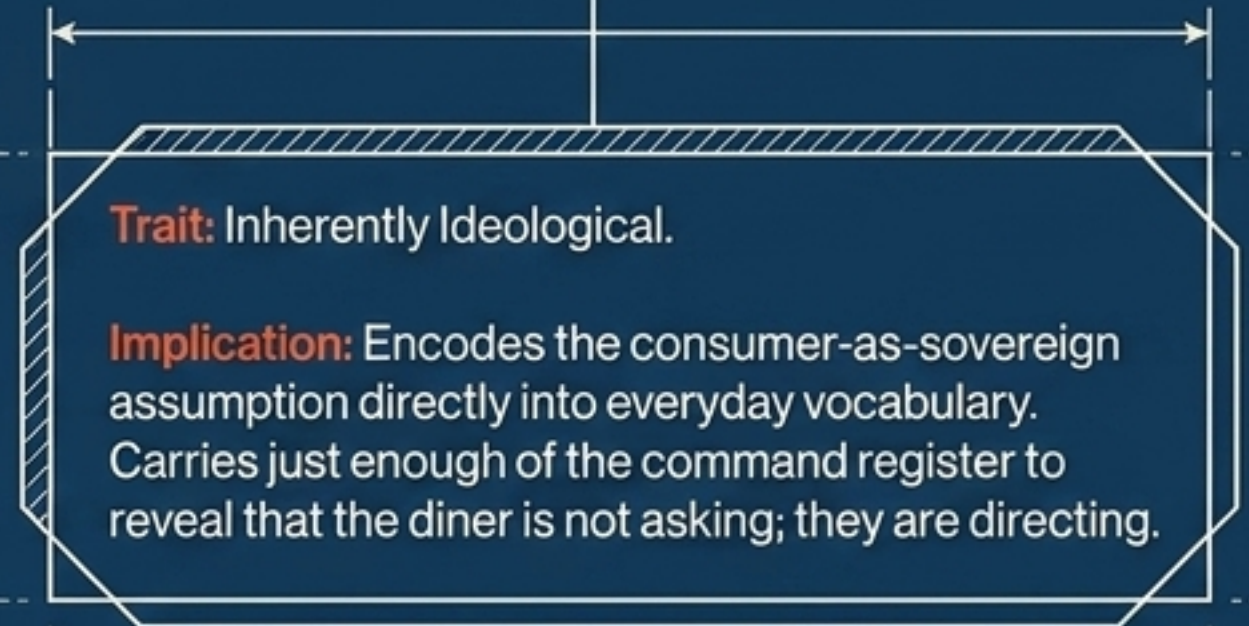 Trait: Inherently Ideological.
Implication: Encodes the consumer-as-sovereign
assumption directly into everyday vocabulary.
Carries just enough of the command register to
reveal that the diner is not asking; they are directing.